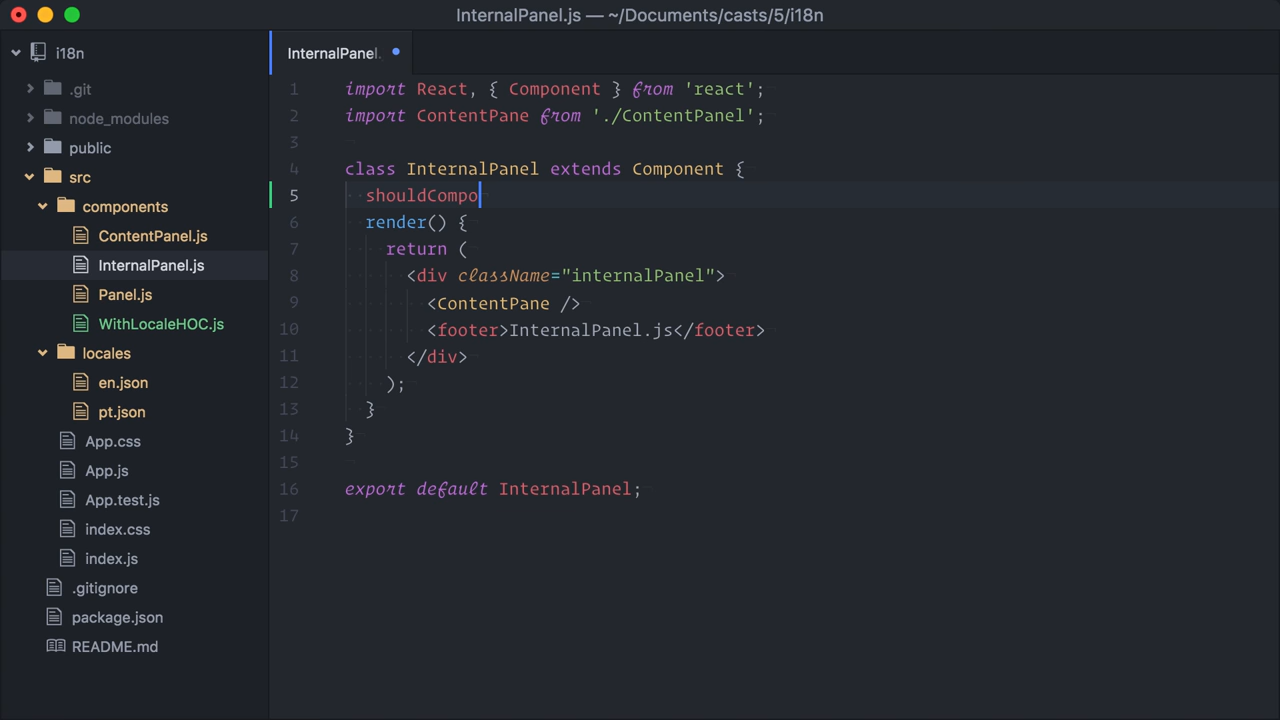 InternalPanel.js — ~/Documents/casts/5/i18n
i18n
.git
node_modules
public
src
components
ContentPanel.js
InternalPanel.js
Panel.js
WithLocaleHOC.js
locales
en.json
pt.json
App.css
App.js
App.test.js
index.css
index.js
.gitignore
package.json
README.md
InternalPanel.
1 import React, { Component } from 'react';
2 import ContentPane from './ContentPanel';
3
4 class InternalPanel extends Component {
5 shouldCompo
6 render() {
7 return (
8 <div className="internalPanel">
9 <ContentPane />
10 <footer>InternalPanel.js</footer>
11 </div>
12 );
13 }
14 }
15
16 export default InternalPanel;
17